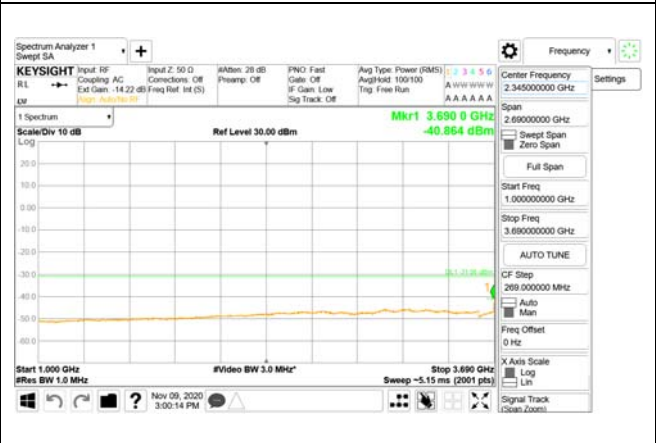 Spectrum Analyzer 1
Swept SA
Frequency
KEYSIGHT
RL
Input: RF
Coupling: AC
Ext Gain: -14.22 dB
Align: Auto/No RF
Input Z: 50 Ω
Corrections: Off
Freq Ref: Int (S)
#Atten: 28 dB
Preamp: Off
PNO: Fast
Gate: Off
IF Gain: Low
Sig Track: Off
Avg Type: Power (RMS)
Avg|Hold: 100/100
Trig: Free Run
1 2 3 4 5 6
A W W W W W
A A A A A A
Center Frequency
2.345000000 GHz
Settings
1 Spectrum
Mkr1 3.690 0 GHz
-40.864 dBm
Scale/Div 10 dB
Ref Level 30.00 dBm
Log
20.0
10.0
0.00
-10.0
-20.0
-30.0
-40.0
-50.0
-60.0
1
Start 1.000 GHz
#Video BW 3.0 MHz*
Stop 3.690 GHz
#Res BW 1.0 MHz
Sweep ~5.15 ms (2001 pts)
Span
2.69000000 GHz
Swept Span
Zero Span
Full Span
Start Freq
1.000000000 GHz
Stop Freq
3.690000000 GHz
AUTO TUNE
CF Step
269.000000 MHz
Auto
Man
Freq Offset
0 Hz
X Axis Scale
Log
Lin
Signal Track
(Span Zoom)
?
Nov 09, 2020
3:00:14 PM